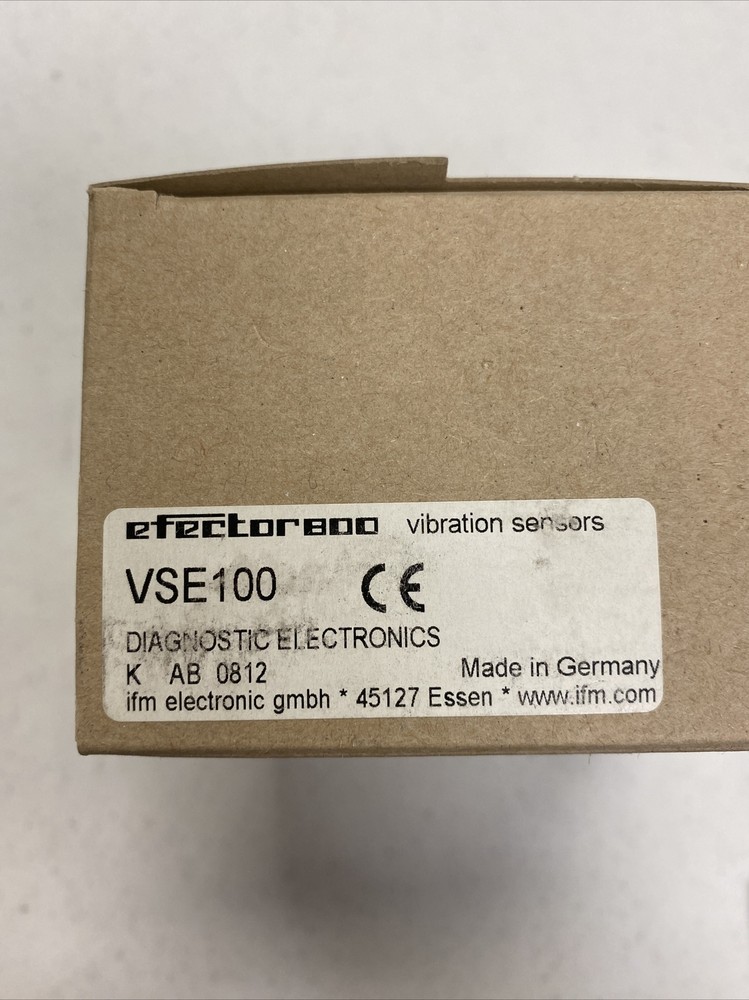 efector800 vibration sensors
VSE100 CE
DIAGNOSTIC ELECTRONICS
K AB 0812 Made in Germany
ifm electronic gmbh * 45127 Essen * www.ifm.com